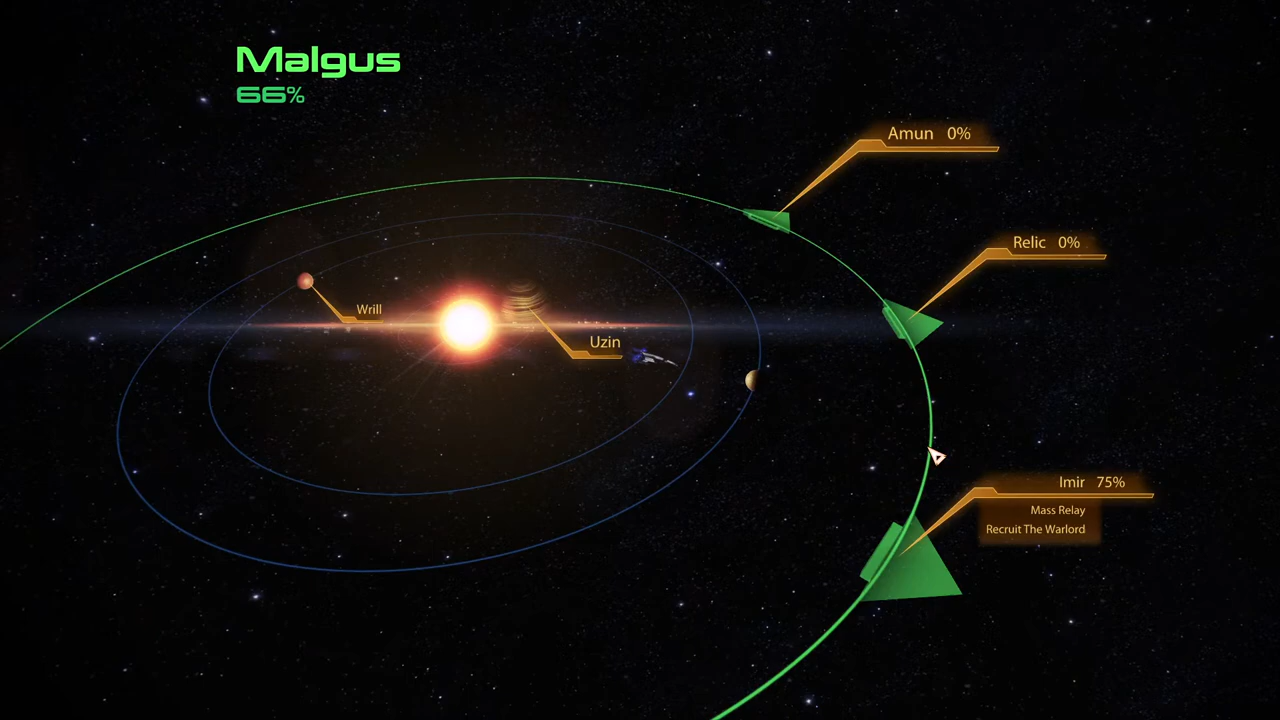 Malgus
66%
Amun 0%
Relic 0%
Wrill
Uzin
Imir 75%
Mass Relay
Recruit The Warlord